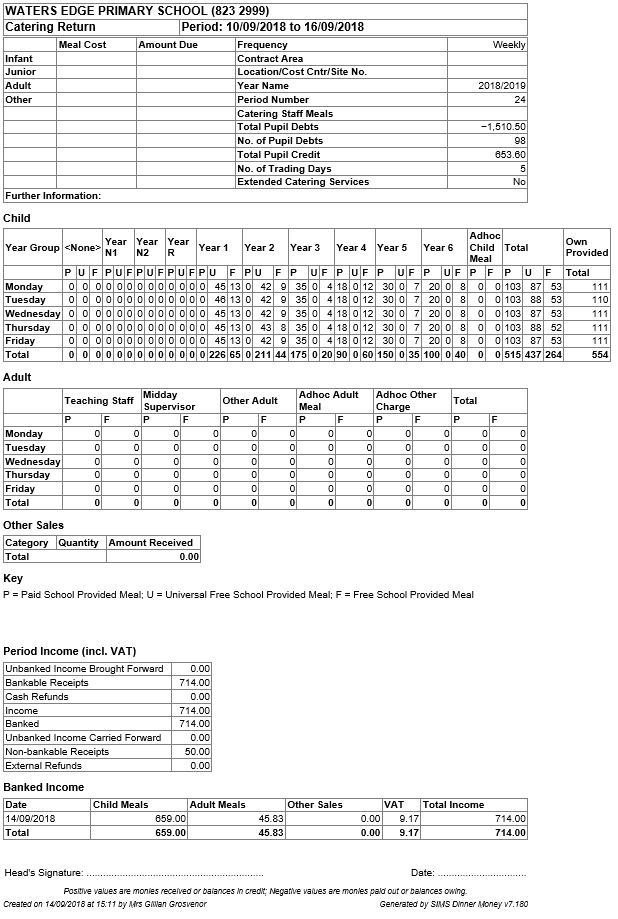 WATERS EDGE PRIMARY SCHOOL (823 2999)
Catering Return Period: 10/09/2018 to 16/09/2018
Meal Cost Amount Due Frequency Weekly
Infant Contract Area
Junior Location/Cost Cntr/Site No.
Adult Year Name 2018/2019
Other Period Number 24
Catering Staff Meals
Total Pupil Debts −1,510.50
No. of Pupil Debts 98
Total Pupil Credit 653.60
No. of Trading Days 5
Extended Catering Services No
Further Information:
Child
Year Group <None> Year N1 Year N2 Year R Year 1 Year 2 Year 3 Year 4 Year 5 Year 6 Adhoc Child Meal Total Own Provided
P U F P U F P U F P U F P U F P U F P U F P U F P U F P U F P F P U F Total
Monday 0 0 0 0 0 0 0 0 0 0 0 0 0 45 13 0 42 9 35 0 4 18 0 12 30 0 7 20 0 8 0 0 103 87 53 111
Tuesday 0 0 0 0 0 0 0 0 0 0 0 0 0 46 13 0 42 9 35 0 4 18 0 12 30 0 7 20 0 8 0 0 103 88 53 110
Wednesday 0 0 0 0 0 0 0 0 0 0 0 0 0 45 13 0 42 9 35 0 4 18 0 12 30 0 7 20 0 8 0 0 103 87 53 111
Thursday 0 0 0 0 0 0 0 0 0 0 0 0 0 45 13 0 43 8 35 0 4 18 0 12 30 0 7 20 0 8 0 0 103 88 52 111
Friday 0 0 0 0 0 0 0 0 0 0 0 0 0 45 13 0 42 9 35 0 4 18 0 12 30 0 7 20 0 8 0 0 103 87 53 111
Total 0 0 0 0 0 0 0 0 0 0 0 0 0 226 65 0 211 44 175 0 20 90 0 60 150 0 35 100 0 40 0 0 515 437 264 554
Adult
Teaching Staff Midday Supervisor Other Adult Adhoc Adult Meal Adhoc Other Charge Total
P F P F P F P F P F P F
Monday 0 0 0 0 0 0 0 0 0 0 0 0
Tuesday 0 0 0 0 0 0 0 0 0 0 0 0
Wednesday 0 0 0 0 0 0 0 0 0 0 0 0
Thursday 0 0 0 0 0 0 0 0 0 0 0 0
Friday 0 0 0 0 0 0 0 0 0 0 0 0
Total 0 0 0 0 0 0 0 0 0 0 0 0
Other Sales
Category Quantity Amount Received
Total 0.00
Key
P = Paid School Provided Meal; U = Universal Free School Provided Meal; F = Free School Provided Meal
Period Income (incl. VAT)
Unbanked Income Brought Forward 0.00
Bankable Receipts 714.00
Cash Refunds 0.00
Income 714.00
Banked 714.00
Unbanked Income Carried Forward 0.00
Non-bankable Receipts 50.00
External Refunds 0.00
Banked Income
Date Child Meals Adult Meals Other Sales VAT Total Income
14/09/2018 659.00 45.83 0.00 9.17 714.00
Total 659.00 45.83 0.00 9.17 714.00
Head's Signature: ................................................................ Date: ................................
Positive values are monies received or balances in credit; Negative values are monies paid out or balances owing.
Created on 14/09/2018 at 15:11 by Mrs Gillian Grosvenor Generated by SIMS Dinner Money v7.180